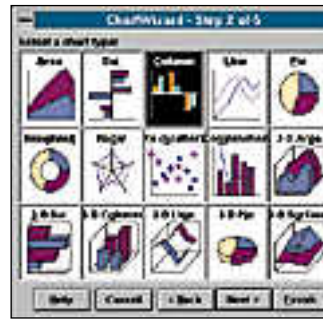 ChartWizard - Step 2 of 5
Select a chart type:
Area Bar Column Line Pie
Doughnut Radar XY (Scatter) Combination 3-D Area
3-D Bar 3-D Column 3-D Line 3-D Pie 3-D Surface
Help Cancel < Back Next > Finish